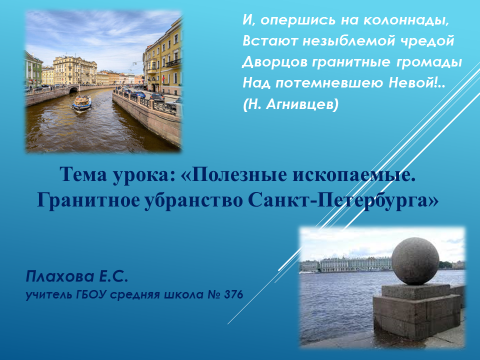 И, опершись на колоннады,
Встают незыблемой чредой
Дворцов гранитные громады
Над потемневшею Невой!..
(Н. Агнивцев)
Тема урока: «Полезные ископаемые.
Гранитное убранство Санкт-Петербурга»
Плахова Е.С.
учитель ГБОУ средняя школа № 376